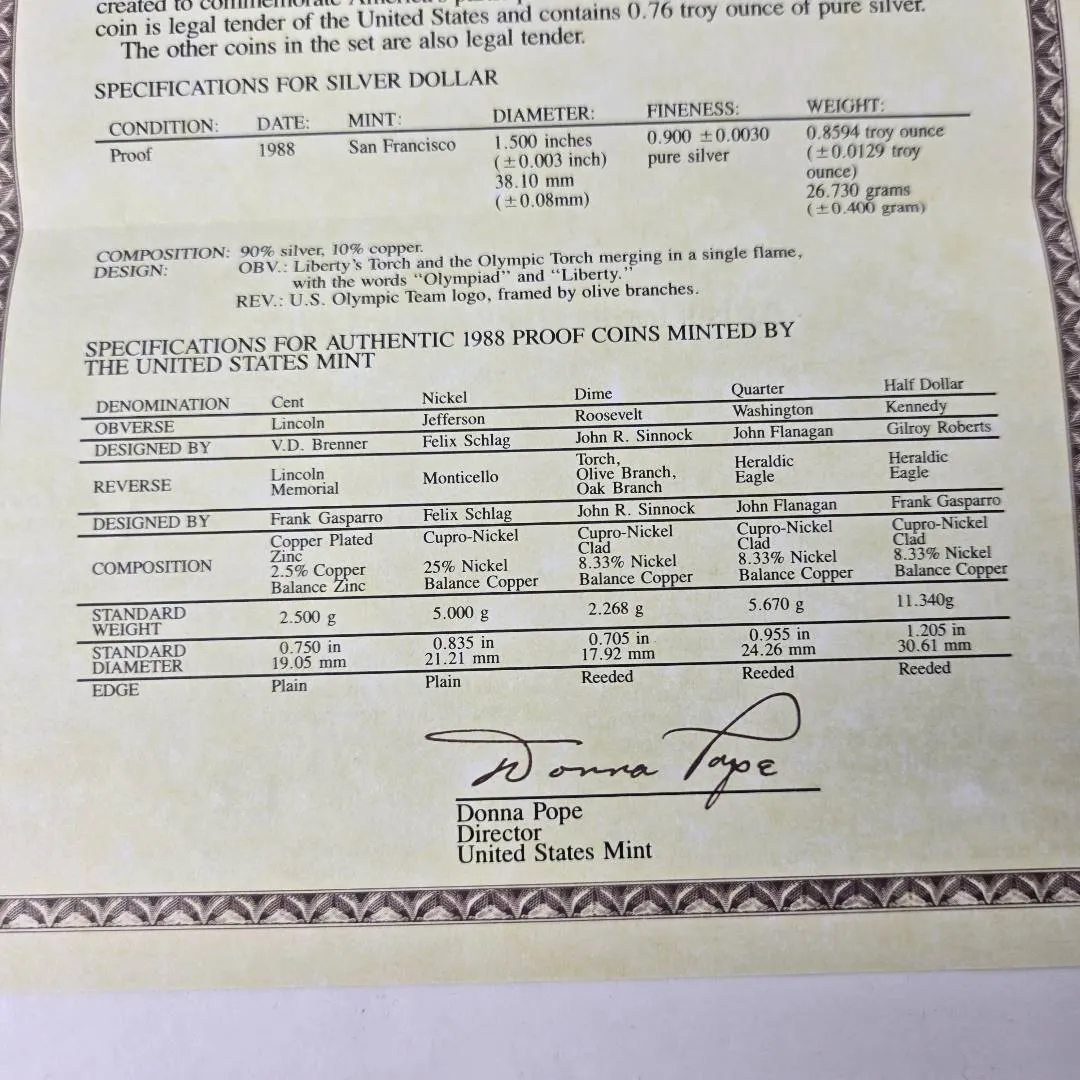 created to commemorate America's
coin is legal tender of the United States and contains 0.76 troy ounce of pure silver.
The other coins in the set are also legal tender.
SPECIFICATIONS FOR SILVER DOLLAR
CONDITION: DATE: MINT: DIAMETER: FINENESS: WEIGHT:
Proof 1988 San Francisco 1.500 inches 0.900 ±0.0030 0.8594 troy ounce
(±0.003 inch) pure silver (±0.0129 troy
38.10 mm ounce)
(±0.08mm) 26.730 grams
(±0.400 gram)
COMPOSITION: 90% silver, 10% copper.
DESIGN: OBV.: Liberty's Torch and the Olympic Torch merging in a single flame,
with the words "Olympiad" and "Liberty."
REV.: U.S. Olympic Team logo, framed by olive branches.
SPECIFICATIONS FOR AUTHENTIC 1988 PROOF COINS MINTED BY
THE UNITED STATES MINT
DENOMINATION Cent Nickel Dime Quarter Half Dollar
OBVERSE Lincoln Jefferson Roosevelt Washington Kennedy
DESIGNED BY V.D. Brenner Felix Schlag John R. Sinnock John Flanagan Gilroy Roberts
REVERSE Lincoln Monticello Torch, Heraldic Heraldic
Memorial Olive Branch, Eagle Eagle
Oak Branch
DESIGNED BY Frank Gasparro Felix Schlag John R. Sinnock John Flanagan Frank Gasparro
COMPOSITION Copper Plated Cupro-Nickel Cupro-Nickel Cupro-Nickel Cupro-Nickel
Zinc Clad Clad Clad
2.5% Copper 25% Nickel 8.33% Nickel 8.33% Nickel 8.33% Nickel
Balance Zinc Balance Copper Balance Copper Balance Copper Balance Copper
STANDARD 2.500 g 5.000 g 2.268 g 5.670 g 11.340g
WEIGHT
STANDARD 0.750 in 0.835 in 0.705 in 0.955 in 1.205 in
DIAMETER 19.05 mm 21.21 mm 17.92 mm 24.26 mm 30.61 mm
EDGE Plain Plain Reeded Reeded Reeded
Donna Pope
Donna Pope
Director
United States Mint